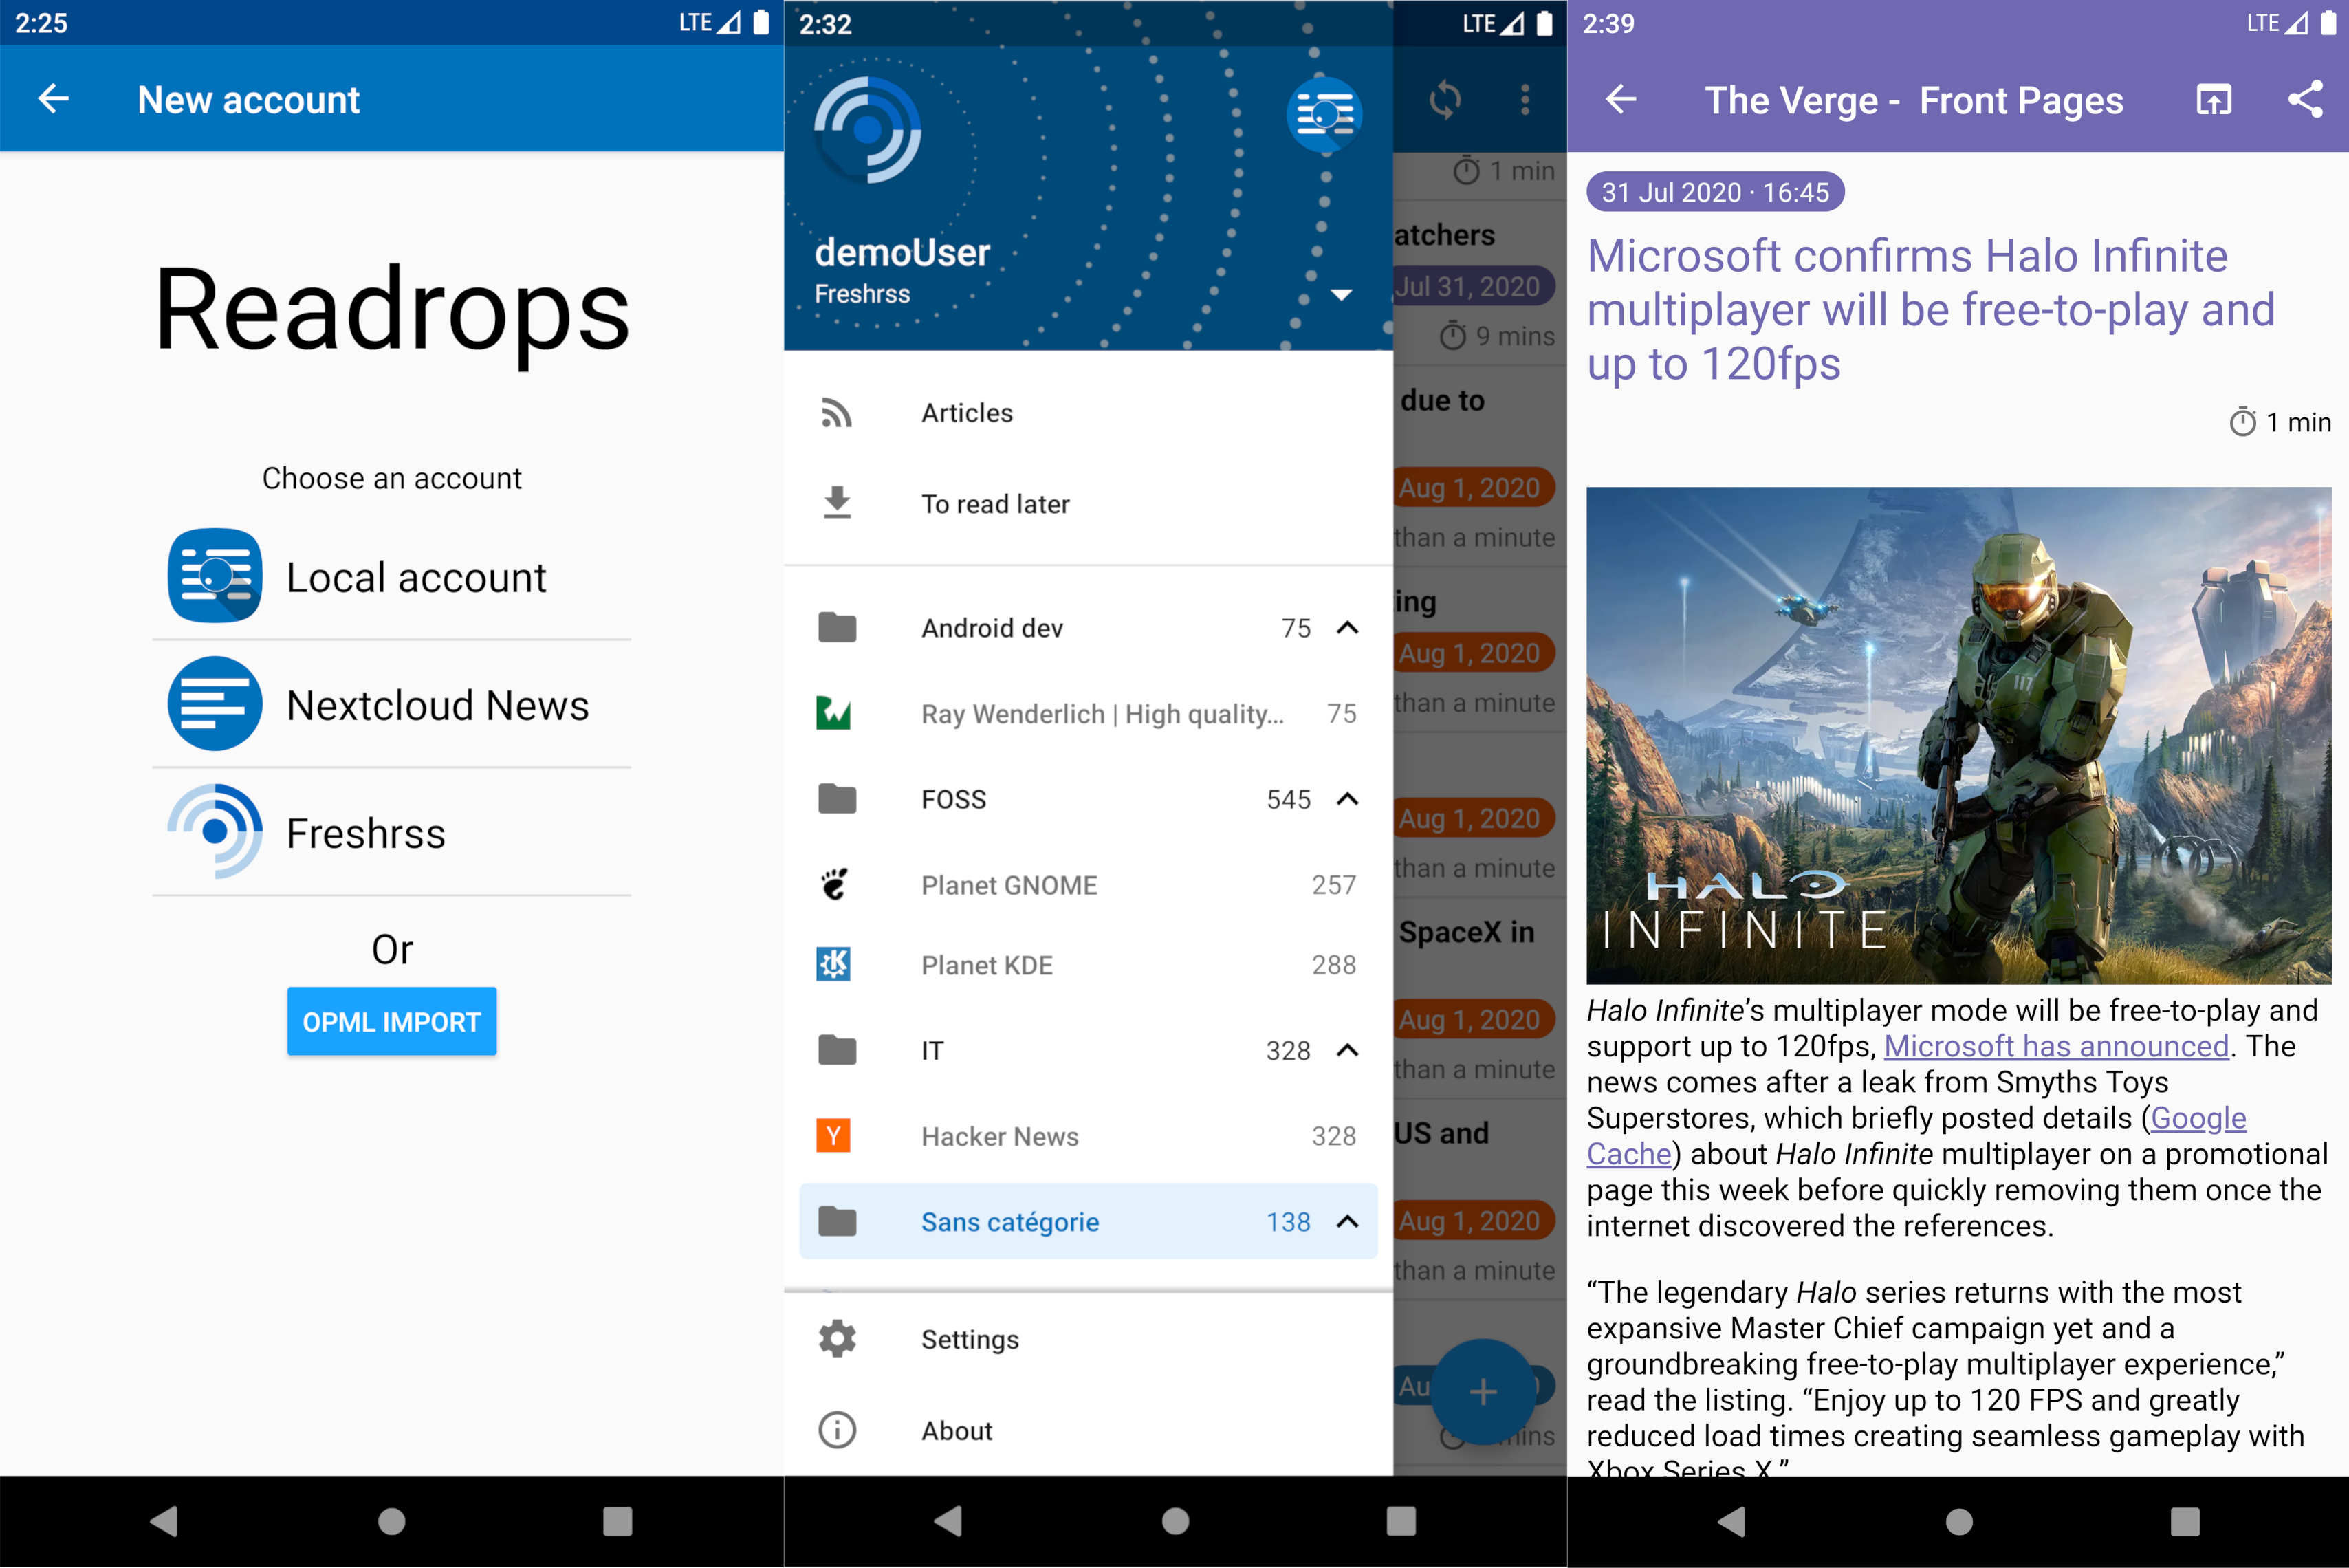 2:25
LTE
New account
Readrops
Choose an account
Local account
Nextcloud News
Freshrss
Or
OPML IMPORT
2:32
LTE
demoUser
Freshrss
Articles
To read later
Android dev 75
Ray Wenderlich | High quality... 75
FOSS 545
Planet GNOME 257
Planet KDE 288
IT 328
Hacker News 328
Sans catégorie 138
Settings
About
1 min
atchers
Jul 31, 2020
9 mins
due to
Aug 1, 2020
than a minute
ing
Aug 1, 2020
than a minute
Aug 1, 2020
than a minute
SpaceX in
Aug 1, 2020
than a minute
US and
Aug 1, 2020
than a minute
Au
mins
2:39
LTE
The Verge - Front Pages
31 Jul 2020 · 16:45
Microsoft confirms Halo Infinite
multiplayer will be free-to-play and
up to 120fps
1 min
117
HALO
INFINITE
Halo Infinite’s multiplayer mode will be free-to-play and
support up to 120fps, Microsoft has announced. The
news comes after a leak from Smyths Toys
Superstores, which briefly posted details (Google
Cache) about Halo Infinite multiplayer on a promotional
page this week before quickly removing them once the
internet discovered the references.
“The legendary Halo series returns with the most
expansive Master Chief campaign yet and a
groundbreaking free-to-play multiplayer experience,”
read the listing. “Enjoy up to 120 FPS and greatly
reduced load times creating seamless gameplay with
Xbox Series X.”